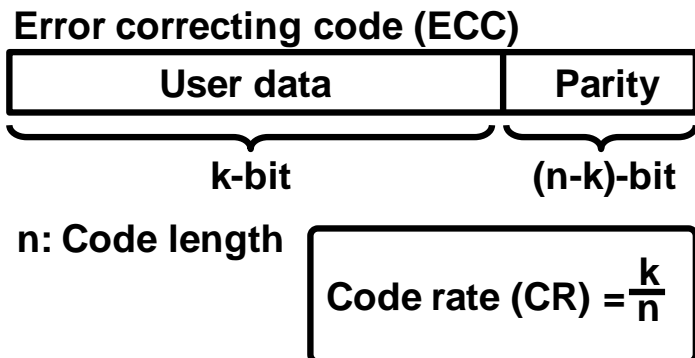 Error correcting code (ECC)
User data Parity
k-bit (n-k)-bit
n: Code length
Code rate (CR) = k/n